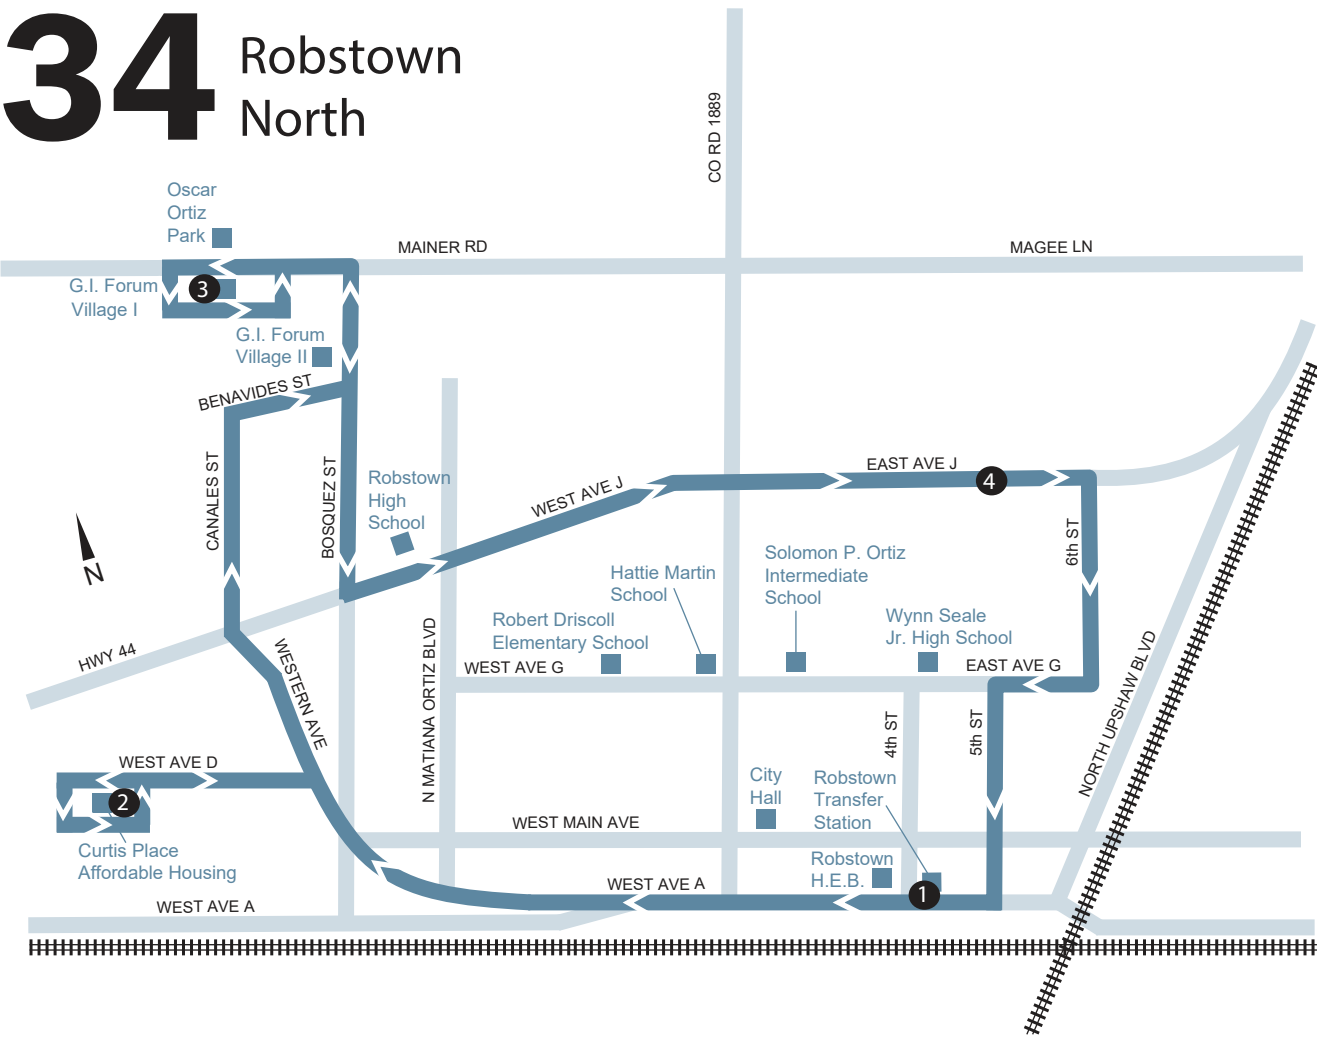 34
Robstown
North
CO RD 1889
Oscar
Ortiz
Park
MAINER RD
MAGEE LN
G.I. Forum
Village I
3
G.I. Forum
Village II
BENAVIDES ST
CANALES ST
BOSQUEZ ST
Robstown
High
School
WEST AVE J
EAST AVE J
4
6th ST
N
HWY 44
WESTERN AVE
N MATIANA ORTIZ BLVD
Hattie Martin
School
Solomon P. Ortiz
Intermediate
School
Robert Driscoll
Elementary School
Wynn Seale
Jr. High School
WEST AVE G
EAST AVE G
4th ST
5th ST
NORTH UPSHAW BLVD
WEST AVE D
2
Curtis Place
Affordable Housing
City
Hall
Robstown
Transfer
Station
WEST MAIN AVE
Robstown
H.E.B.
1
WEST AVE A
WEST AVE A